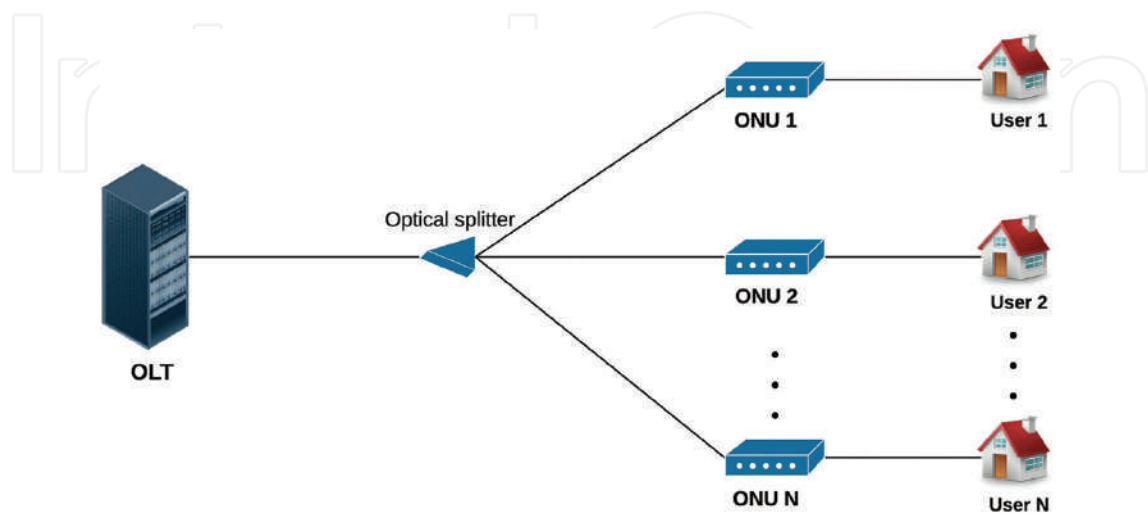 ONU 1
User 1
Optical splitter
ONU 2
User 2
OLT
ONU N
User N